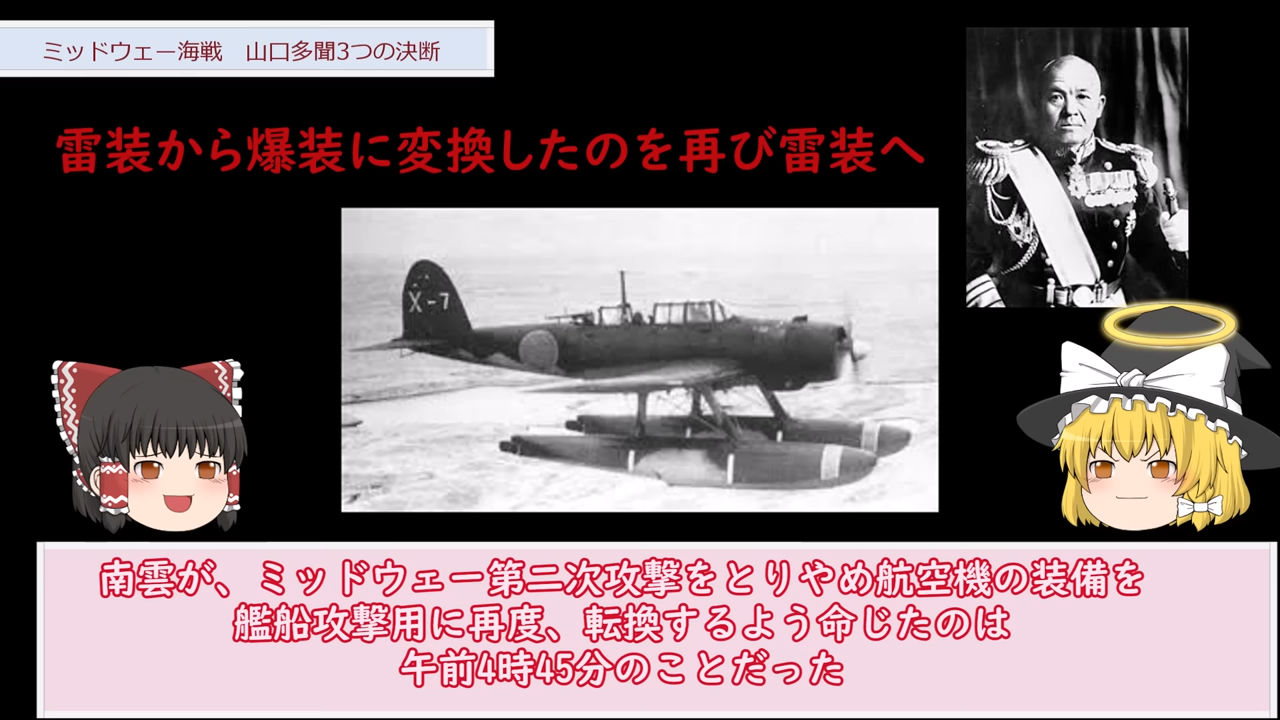 ミッドウェー海戦　山口多聞3つの決断
雷装から爆装に変換したのを再び雷装へ
X-7
南雲が、ミッドウェー第二次攻撃をとりやめ航空機の装備を
艦船攻撃用に再度、転換するよう命じたのは
午前4時45分のことだった